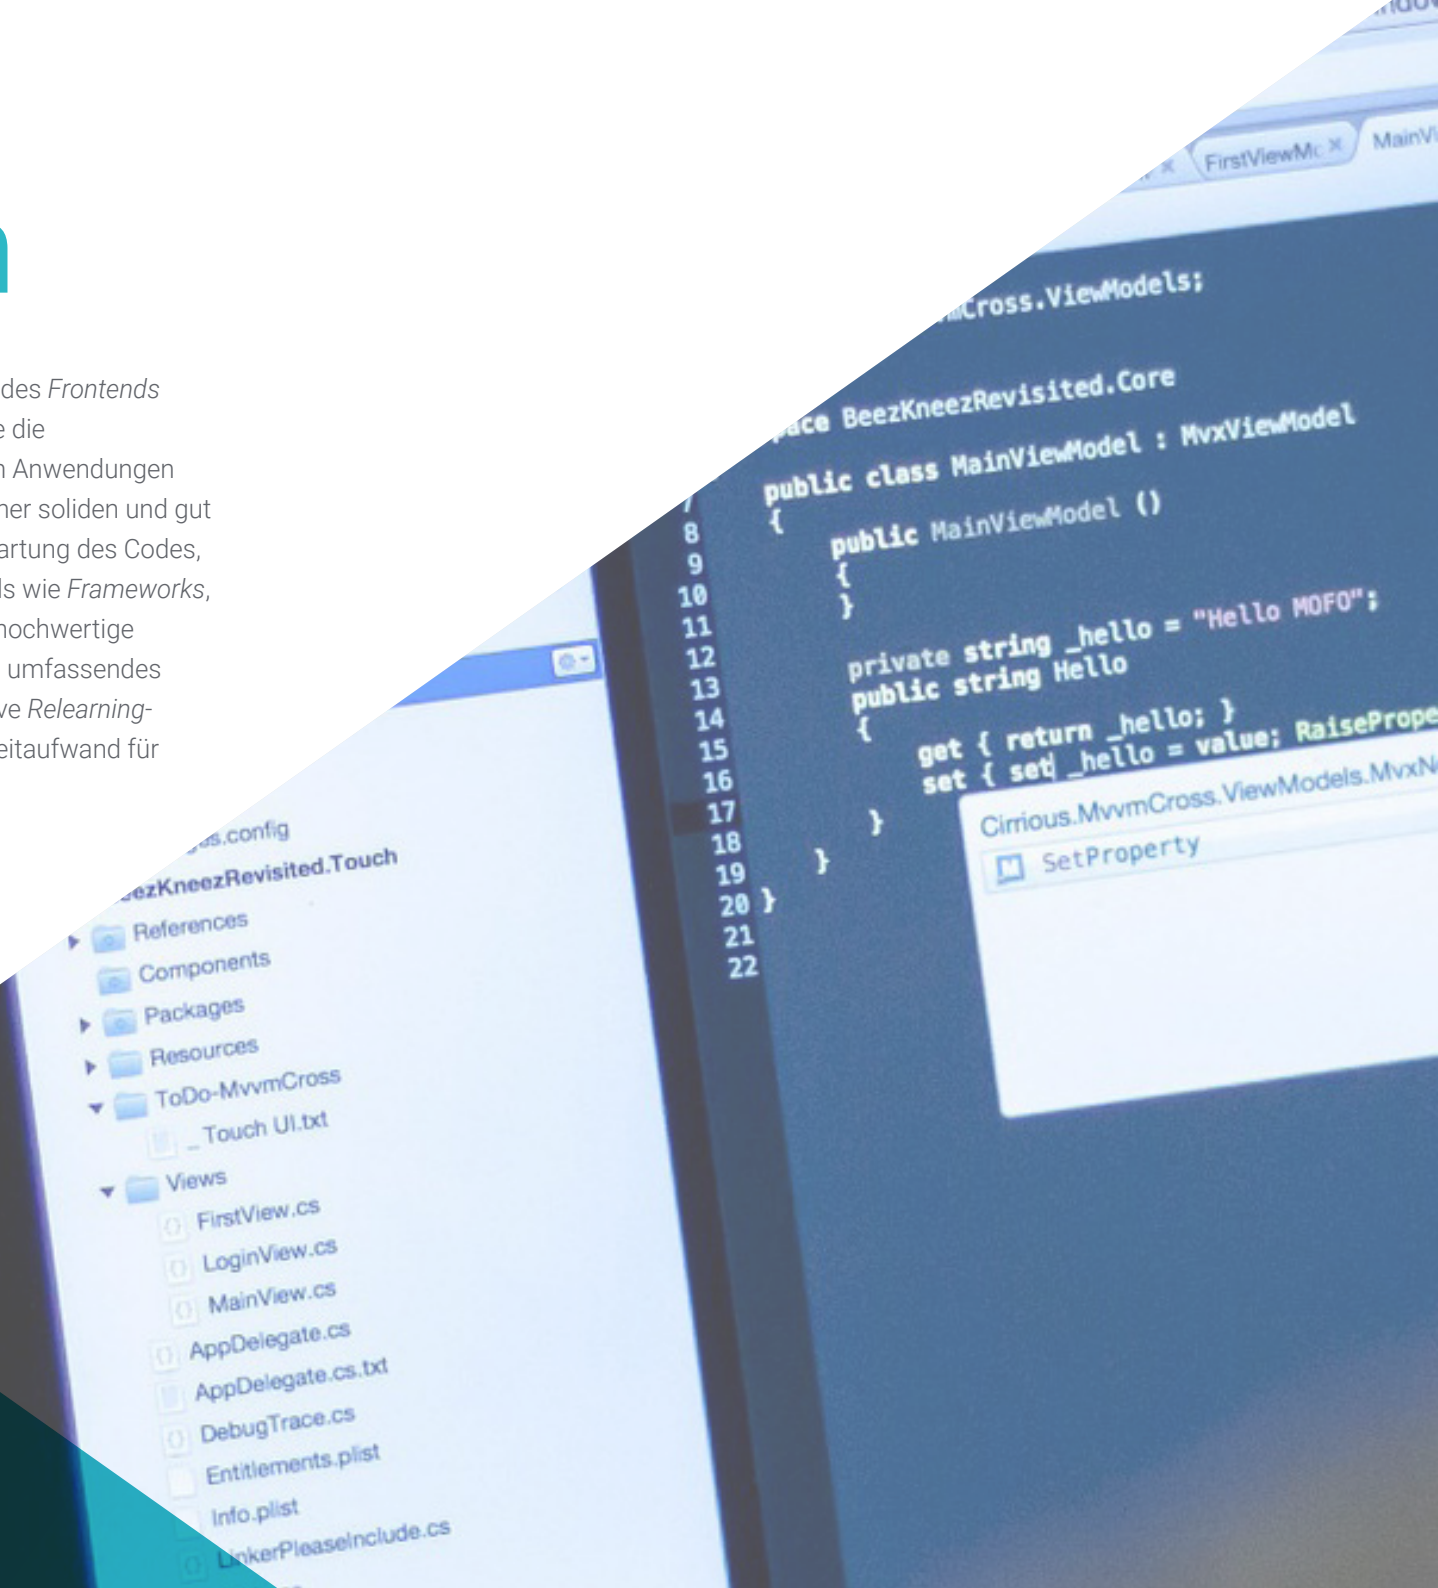 des Frontends
e die
n Anwendungen
ner soliden und gut
artung des Codes,
ls wie Frameworks,
hochwertige
umfassendes
ve Relearning-
eitaufwand für
FirstViewMc ×
MainVi
mCross.ViewModels;
ace BeezKneezRevisited.Core
public class MainViewModel : MvxViewModel
8 {
9 public MainViewModel ()
10 {
11 }
12
13 private string _hello = "Hello MOFO";
14 public string Hello
15 {
16 get { return _hello; }
17 set { set _hello = value; RaisePrope
18 }
19 }
20 }
21
22
Cirrious.MvvmCross.ViewModels.MvxN
SetProperty
ges.config
eezKneezRevisited.Touch
References
Components
Packages
Resources
ToDo-MvvmCross
_ Touch UI.txt
Views
FirstView.cs
LoginView.cs
MainView.cs
AppDelegate.cs
AppDelegate.cs.txt
DebugTrace.cs
Entitlements.plist
Info.plist
LinkerPleaseInclude.cs